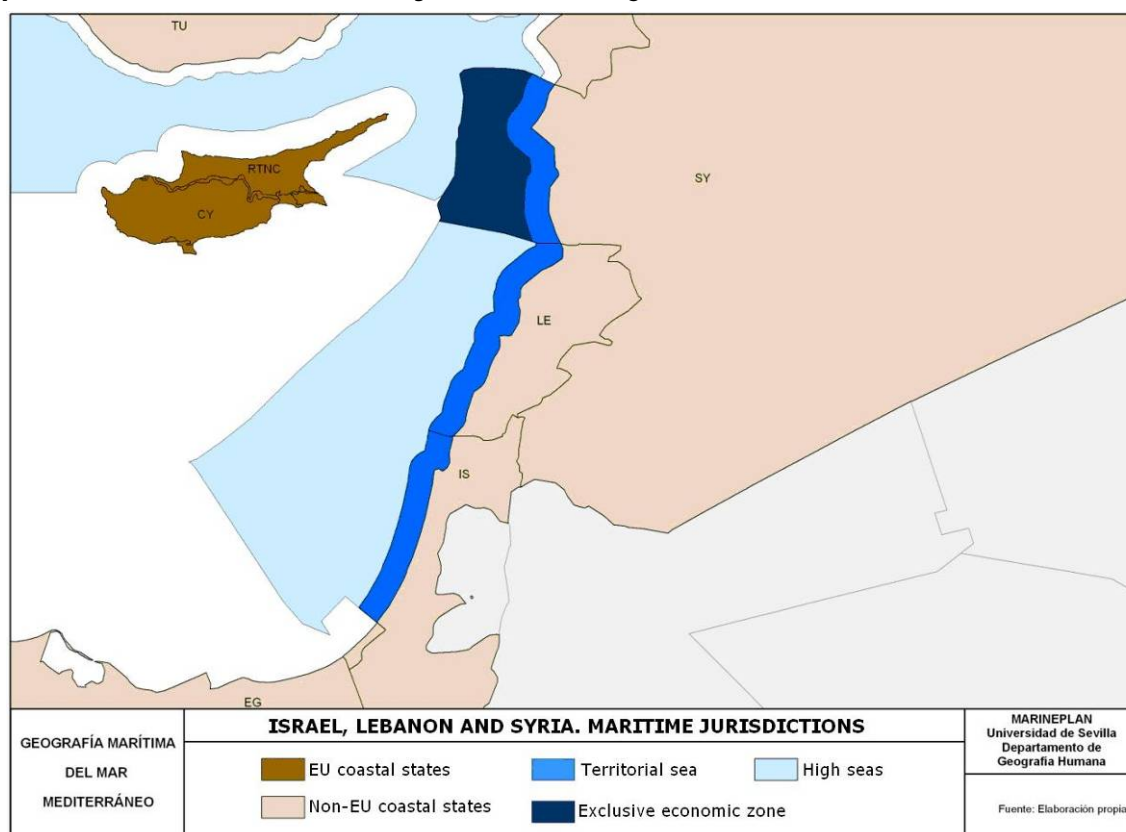 TU
RTNC
CY
SY
LE
IS
EG
GEOGRAFÍA MARÍTIMA
DEL MAR
MEDITERRÁNEO
ISRAEL, LEBANON AND SYRIA. MARITIME JURISDICTIONS
EU coastal states
Territorial sea
High seas
Non-EU coastal states
Exclusive economic zone
MARINEPLAN
Universidad de Sevilla
Departamento de
Geografía Humana
Fuente: Elaboración propia